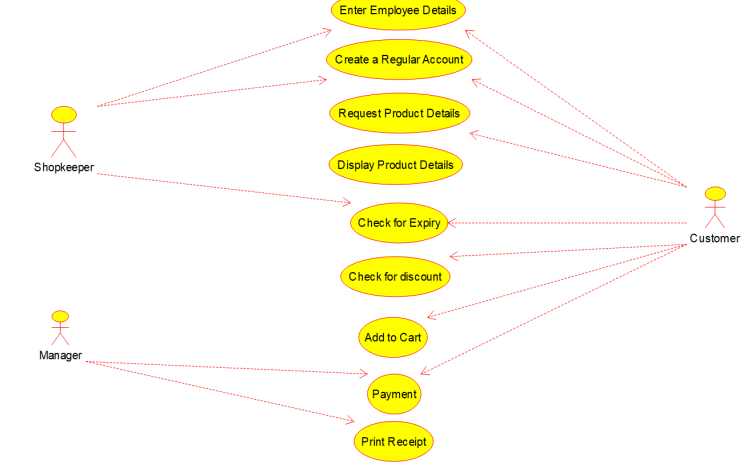 Enter Employee Details
Create a Regular Account
Request Product Details
Shopkeeper
Display Product Details
Check for Expiry
Customer
Check for discount
Add to Cart
Manager
Payment
Print Receipt